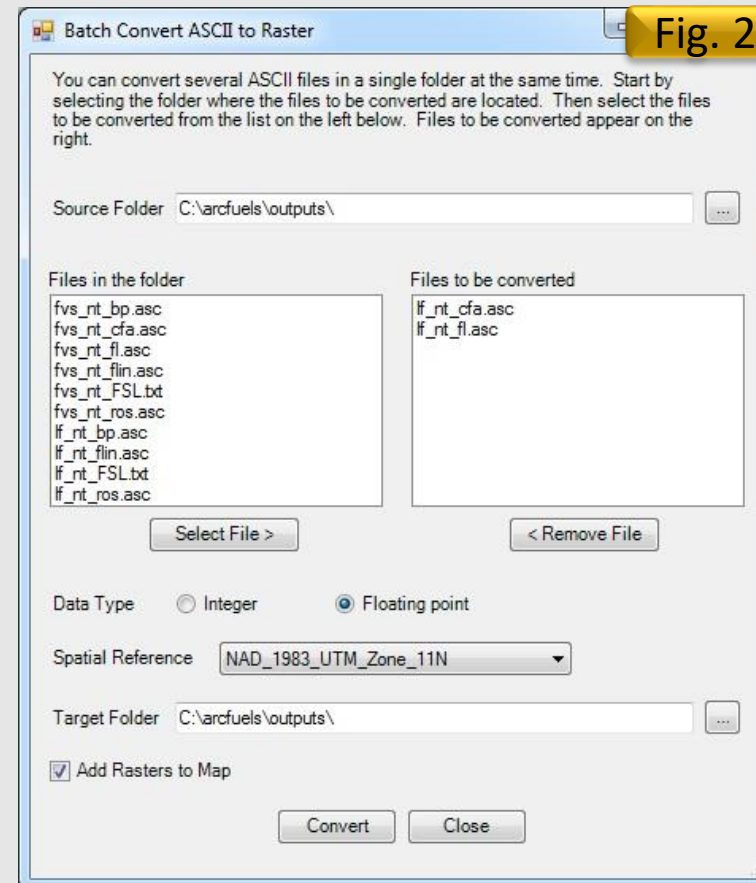 Batch Convert ASCII to Raster
Fig. 2
You can convert several ASCII files in a single folder at the same time. Start by
selecting the folder where the files to be converted are located. Then select the files
to be converted from the list on the left below. Files to be converted appear on the
right.
Source Folder C:\arcfuels\outputs\ ...
Files in the folder
fvs_nt_bp.asc
fvs_nt_cfa.asc
fvs_nt_fl.asc
fvs_nt_flin.asc
fvs_nt_FSL.txt
fvs_nt_ros.asc
lf_nt_bp.asc
lf_nt_flin.asc
lf_nt_FSL.txt
lf_nt_ros.asc
Select File >
Files to be converted
lf_nt_cfa.asc
lf_nt_fl.asc
< Remove File
Data Type Integer Floating point
Spatial Reference NAD_1983_UTM_Zone_11N
Target Folder C:\arcfuels\outputs\ ...
Add Rasters to Map
Convert Close